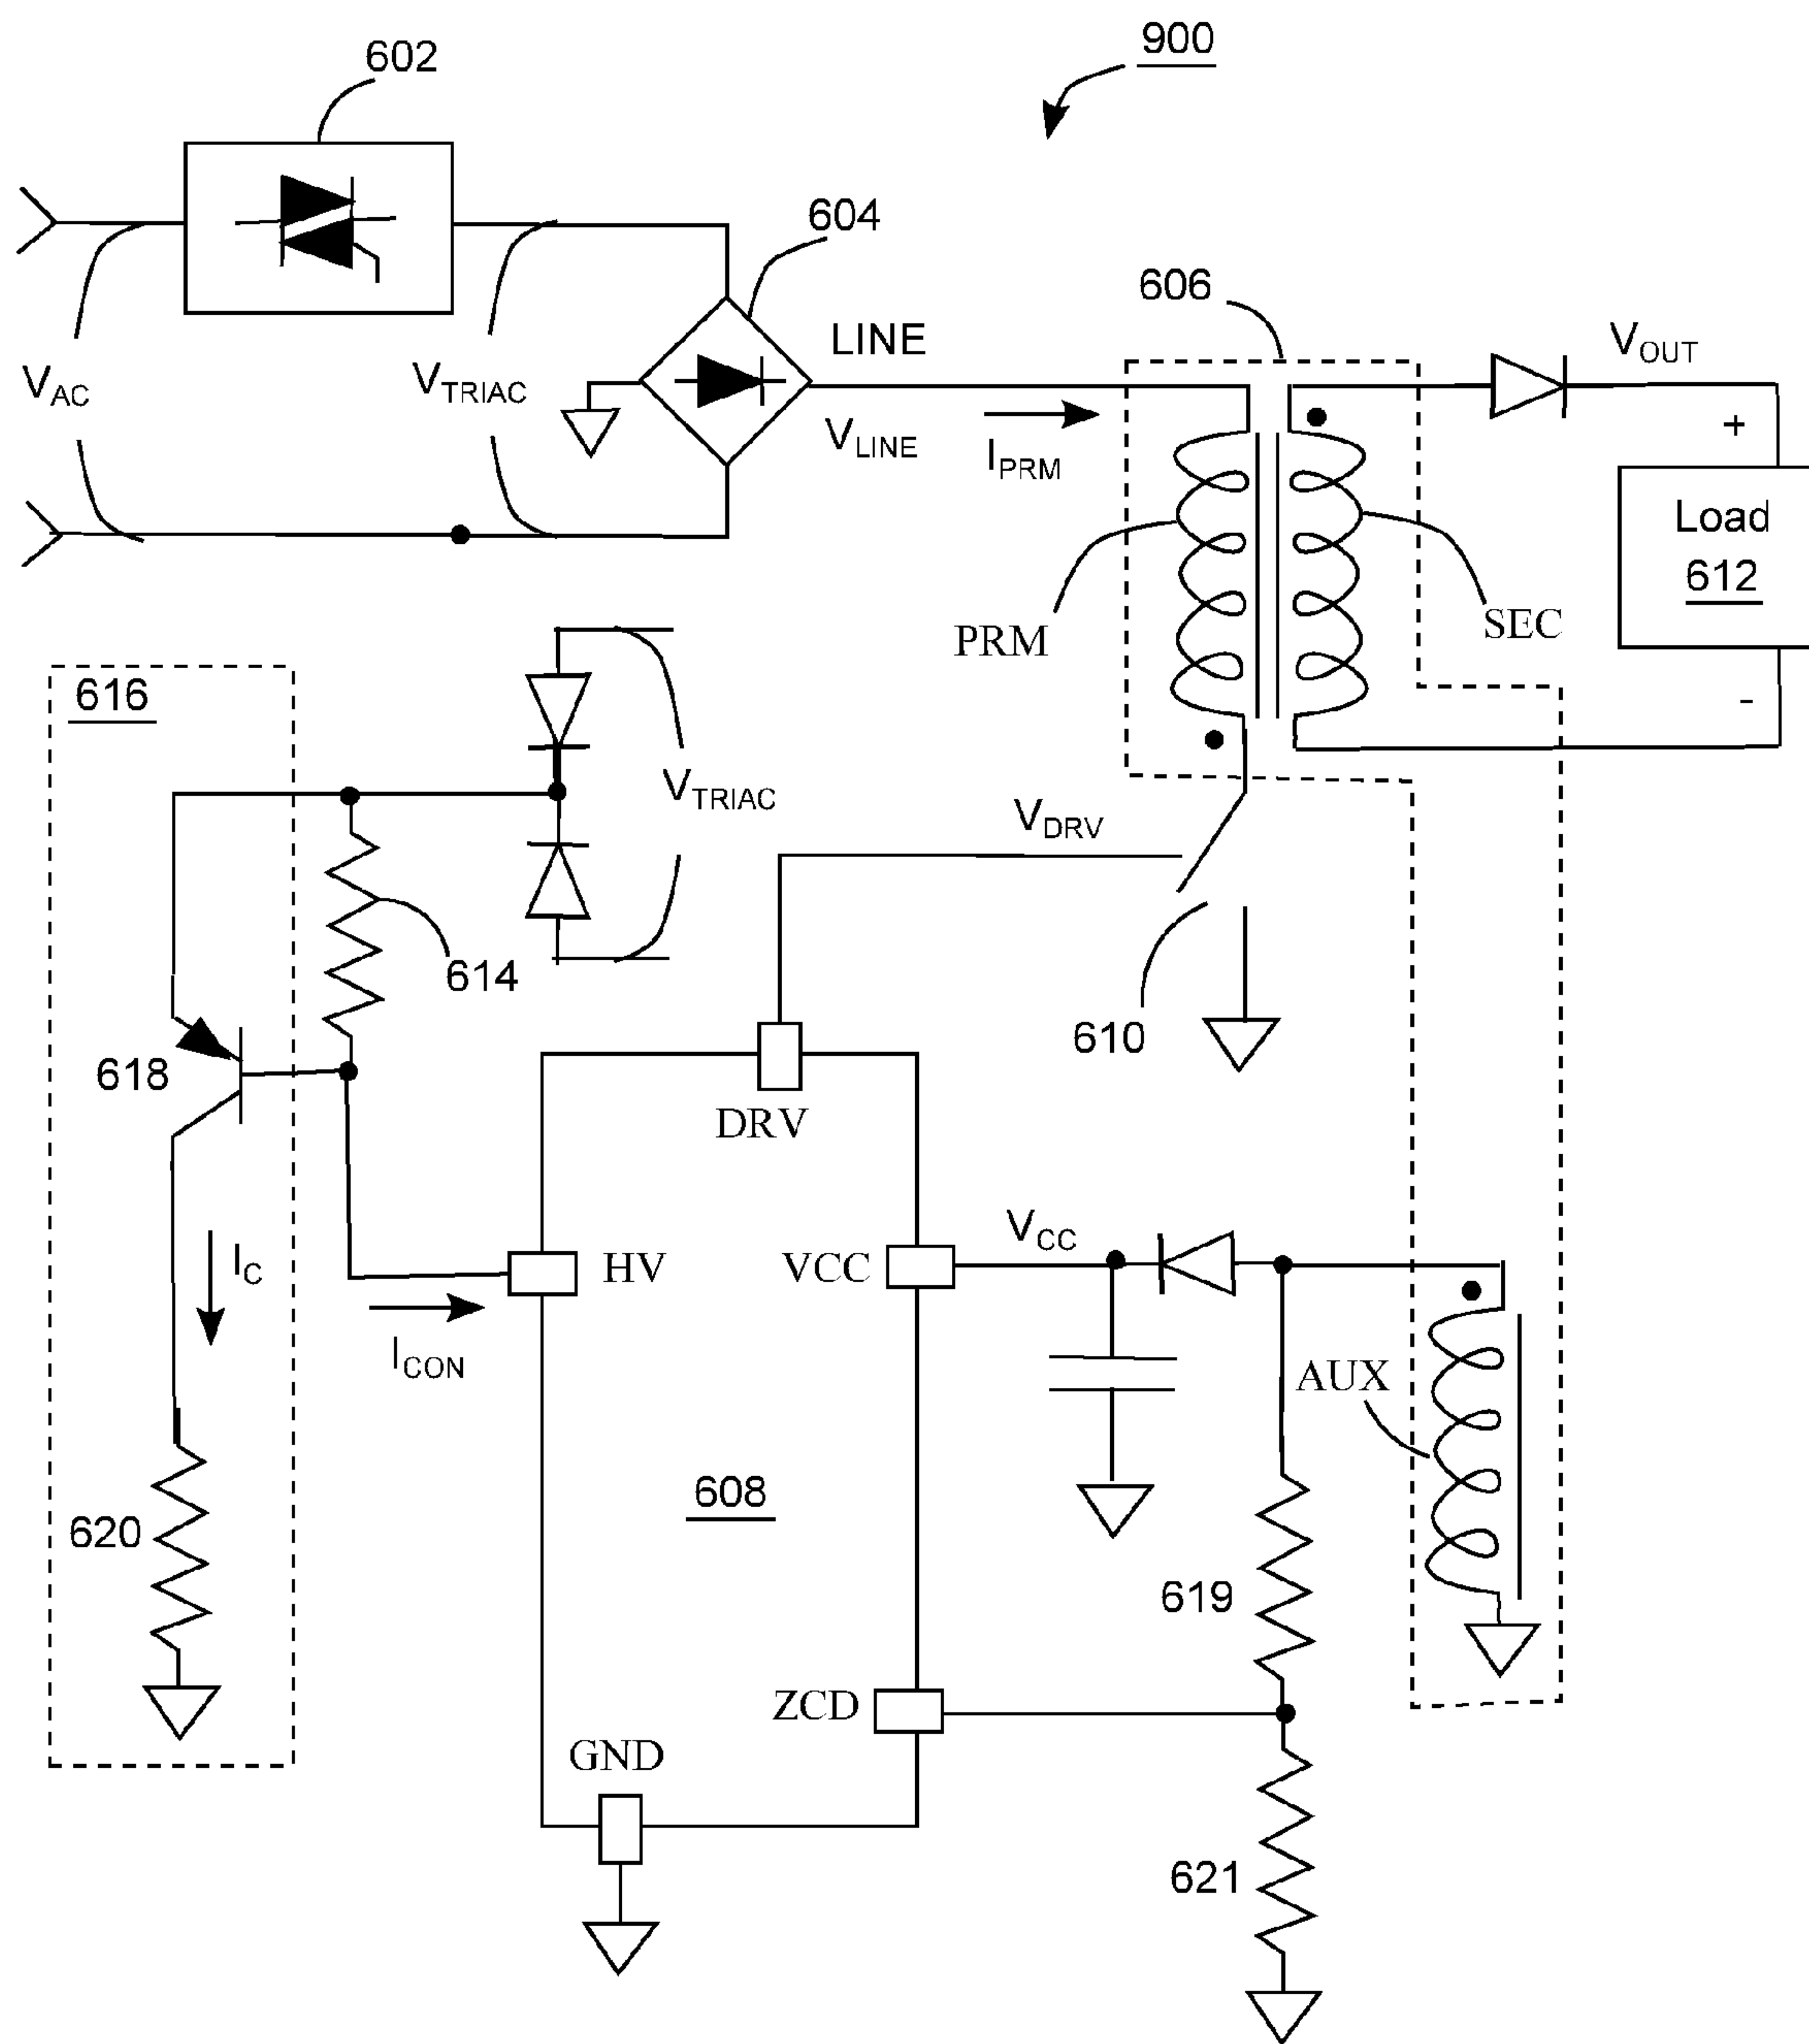 900
602
604
606
LINE
V_OUT
V_AC
V_TRIAC
V_LINE
I_PRM
+
Load
612
PRM
SEC
-
616
V_TRIAC
V_DRV
614
618
610
DRV
V_CC
HV
VCC
I_C
I_CON
AUX
608
620
619
ZCD
GND
621